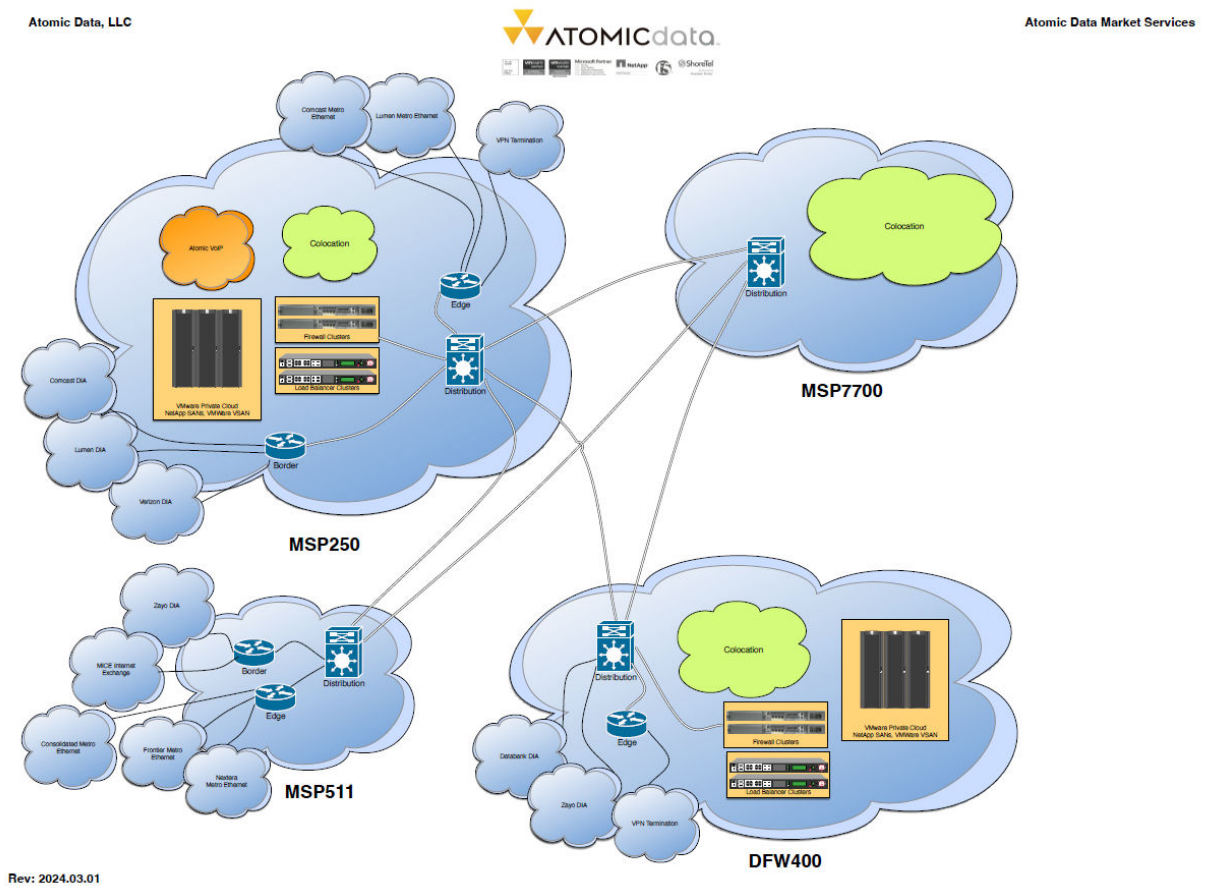 Atomic Data, LLC
ATOMICdata
Atomic Data Market Services
Microsoft Partner
NetApp
ShoreTel
Comcast Metro
Ethernet
Lumen Metro Ethernet
VPN Termination
Atomic VoIP
Colocation
Edge
Firewall Clusters
Load Balancer Clusters
Distribution
VMware Private Cloud
NetApp SANs, VMWare VSAN
Comcast DIA
Lumen DIA
Verizon DIA
Border
MSP250
Colocation
Distribution
MSP7700
Zayo DIA
MICE Internet
Exchange
Border
Distribution
Edge
Consolidated Metro
Ethernet
Frontier Metro
Ethernet
Nextera
Metro Ethernet
MSP511
Distribution
Colocation
Edge
Firewall Clusters
Load Balancer Clusters
VMware Private Cloud
NetApp SANs, VMWare VSAN
Databank DIA
Zayo DIA
VPN Termination
DFW400
Rev: 2024.03.01